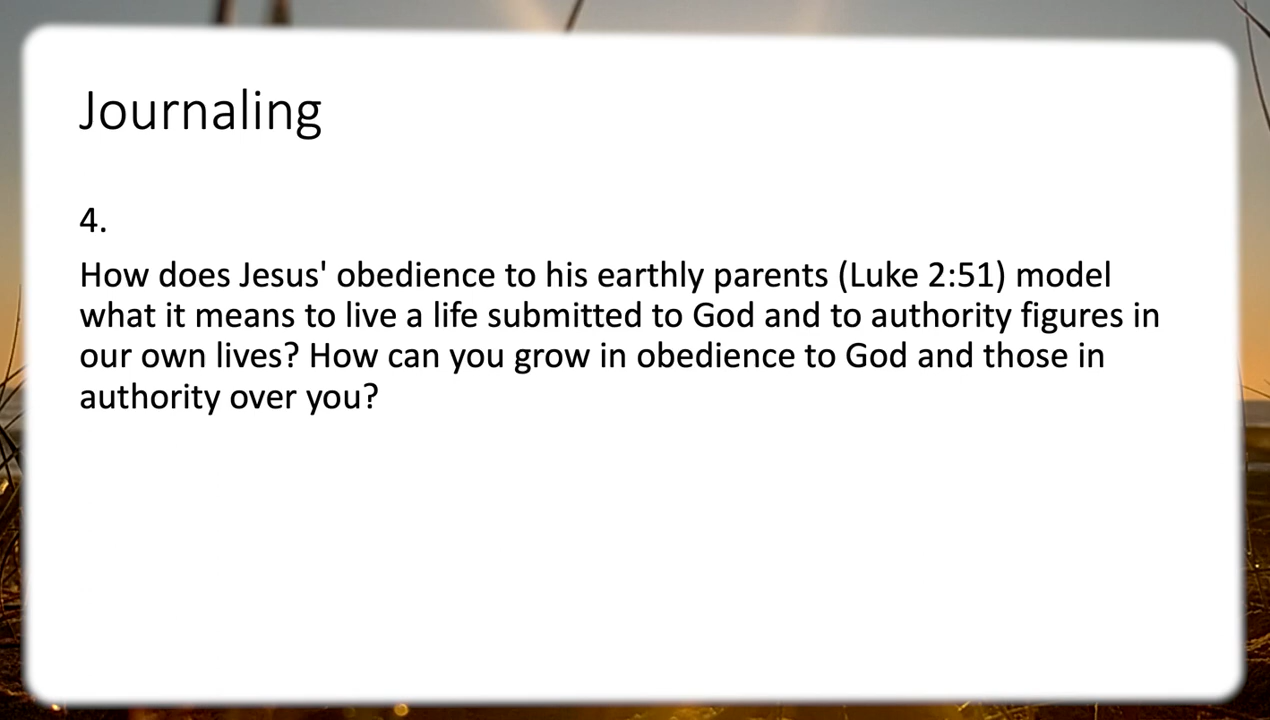 Journaling
4.
How does Jesus' obedience to his earthly parents (Luke 2:51) model
what it means to live a life submitted to God and to authority figures in
our own lives? How can you grow in obedience to God and those in
authority over you?